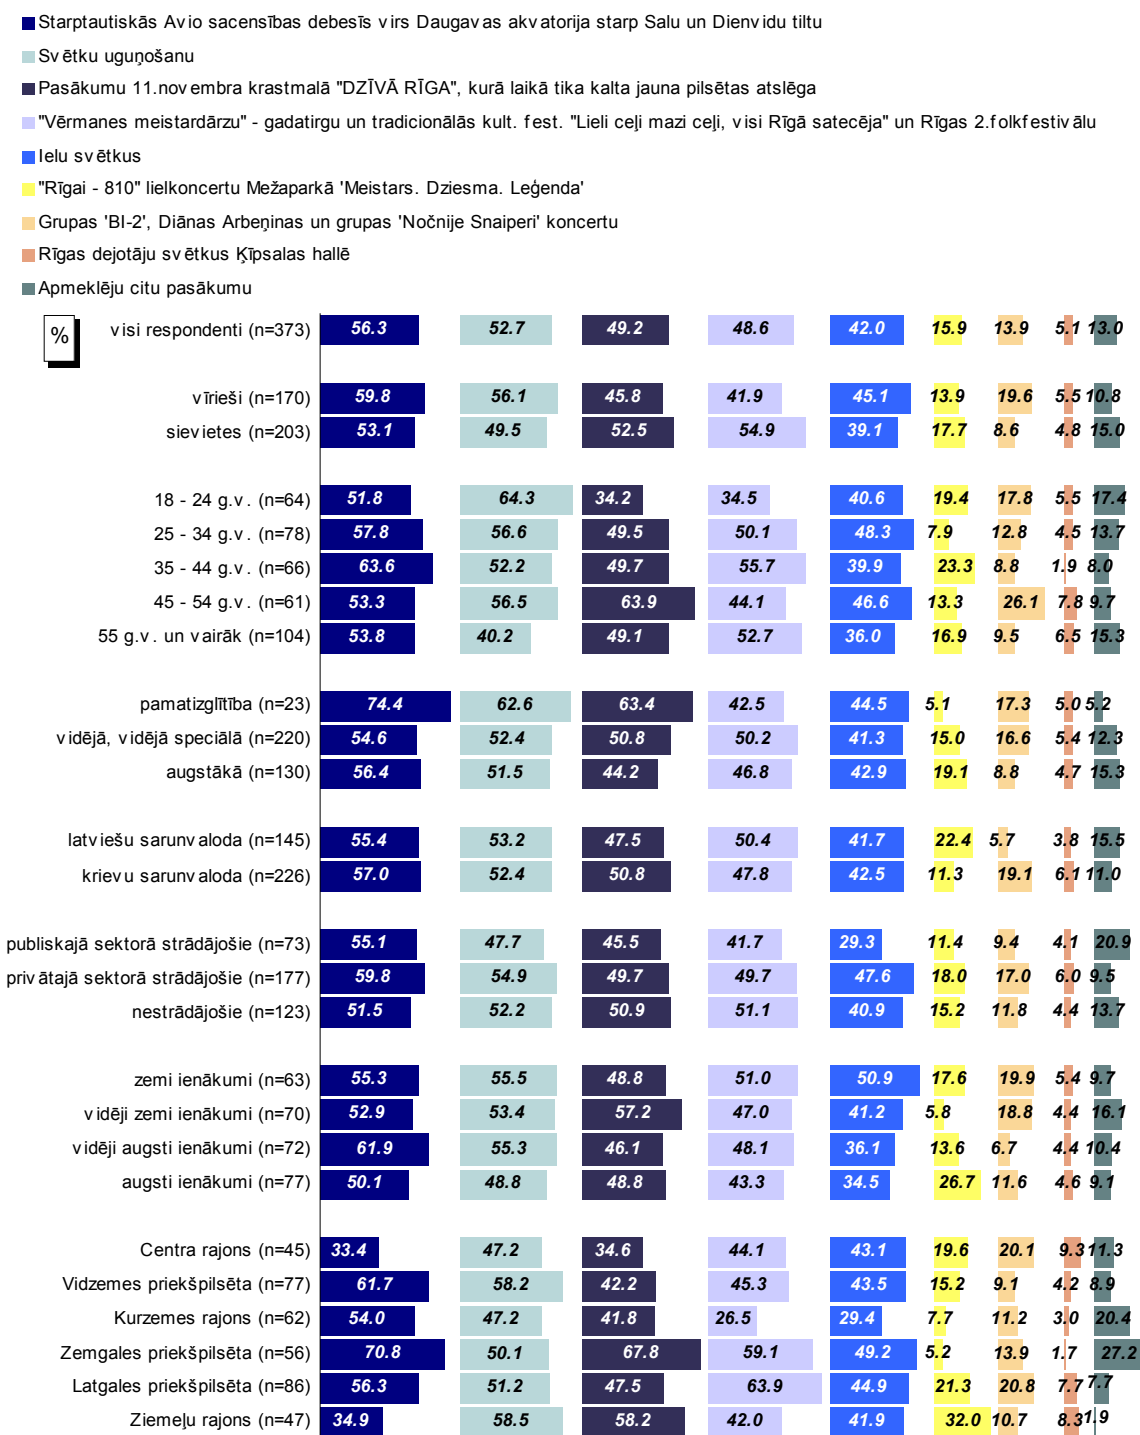 Starptautiskās Avio sacensības debesīs virs Daugavas akvatorija starp Salu un Dienvidu tiltu
Svētku uguņošanu
Pasākumu 11.novembra krastmalā "DZĪVĀ RĪGA", kurā laikā tika kalta jauna pilsētas atslēga
"Vērmanes meistardārzu" - gadatirgu un tradicionālās kult. fest. "Lieli ceļi mazi ceļi, visi Rīgā satecēja" un Rīgas 2.folkfestivālu
Ielu svētkus
"Rīgai - 810" lielkoncertu Mežaparkā 'Meistars. Dziesma. Leģenda'
Grupas 'BI-2', Diānas Arbeņinas un grupas 'Nočnije Snaiperi' koncertu
Rīgas dejotāju svētkus Ķīpsalas hallē
Apmeklēju citu pasākumu
%
visi respondenti (n=373) 56.3 52.7 49.2 48.6 42.0 15.9 13.9 5.1 13.0
vīrieši (n=170) 59.8 56.1 45.8 41.9 45.1 13.9 19.6 5.5 10.8
sievietes (n=203) 53.1 49.5 52.5 54.9 39.1 17.7 8.6 4.8 15.0
18 - 24 g.v. (n=64) 51.8 64.3 34.2 34.5 40.6 19.4 17.8 5.5 17.4
25 - 34 g.v. (n=78) 57.8 56.6 49.5 50.1 48.3 7.9 12.8 4.5 13.7
35 - 44 g.v. (n=66) 63.6 52.2 49.7 55.7 39.9 23.3 8.8 1.9 8.0
45 - 54 g.v. (n=61) 53.3 56.5 63.9 44.1 46.6 13.3 26.1 7.8 9.7
55 g.v. un vairāk (n=104) 53.8 40.2 49.1 52.7 36.0 16.9 9.5 6.5 15.3
pamatizglītība (n=23) 74.4 62.6 63.4 42.5 44.5 5.1 17.3 5.0 5.2
vidējā, vidējā speciālā (n=220) 54.6 52.4 50.8 50.2 41.3 15.0 16.6 5.4 12.3
augstākā (n=130) 56.4 51.5 44.2 46.8 42.9 19.1 8.8 4.7 15.3
latviešu sarunvaloda (n=145) 55.4 53.2 47.5 50.4 41.7 22.4 5.7 3.8 15.5
krievu sarunvaloda (n=226) 57.0 52.4 50.8 47.8 42.5 11.3 19.1 6.1 11.0
publiskajā sektorā strādājošie (n=73) 55.1 47.7 45.5 41.7 29.3 11.4 9.4 4.1 20.9
privātajā sektorā strādājošie (n=177) 59.8 54.9 49.7 49.7 47.6 18.0 17.0 6.0 9.5
nestrādājošie (n=123) 51.5 52.2 50.9 51.1 40.9 15.2 11.8 4.4 13.7
zemi ienākumi (n=63) 55.3 55.5 48.8 51.0 50.9 17.6 19.9 5.4 9.7
vidēji zemi ienākumi (n=70) 52.9 53.4 57.2 47.0 41.2 5.8 18.8 4.4 16.1
vidēji augsti ienākumi (n=72) 61.9 55.3 46.1 48.1 36.1 13.6 6.7 4.4 10.4
augsti ienākumi (n=77) 50.1 48.8 48.8 43.3 34.5 26.7 11.6 4.6 9.1
Centra rajons (n=45) 33.4 47.2 34.6 44.1 43.1 19.6 20.1 9.3 11.3
Vidzemes priekšpilsēta (n=77) 61.7 58.2 42.2 45.3 43.5 15.2 9.1 4.2 8.9
Kurzemes rajons (n=62) 54.0 47.2 41.8 26.5 29.4 7.7 11.2 3.0 20.4
Zemgales priekšpilsēta (n=56) 70.8 50.1 67.8 59.1 49.2 5.2 13.9 1.7 27.2
Latgales priekšpilsēta (n=86) 56.3 51.2 47.5 63.9 44.9 21.3 20.8 7.7 7.7
Ziemeļu rajons (n=47) 34.9 58.5 58.2 42.0 41.9 32.0 10.7 8.3 1.9